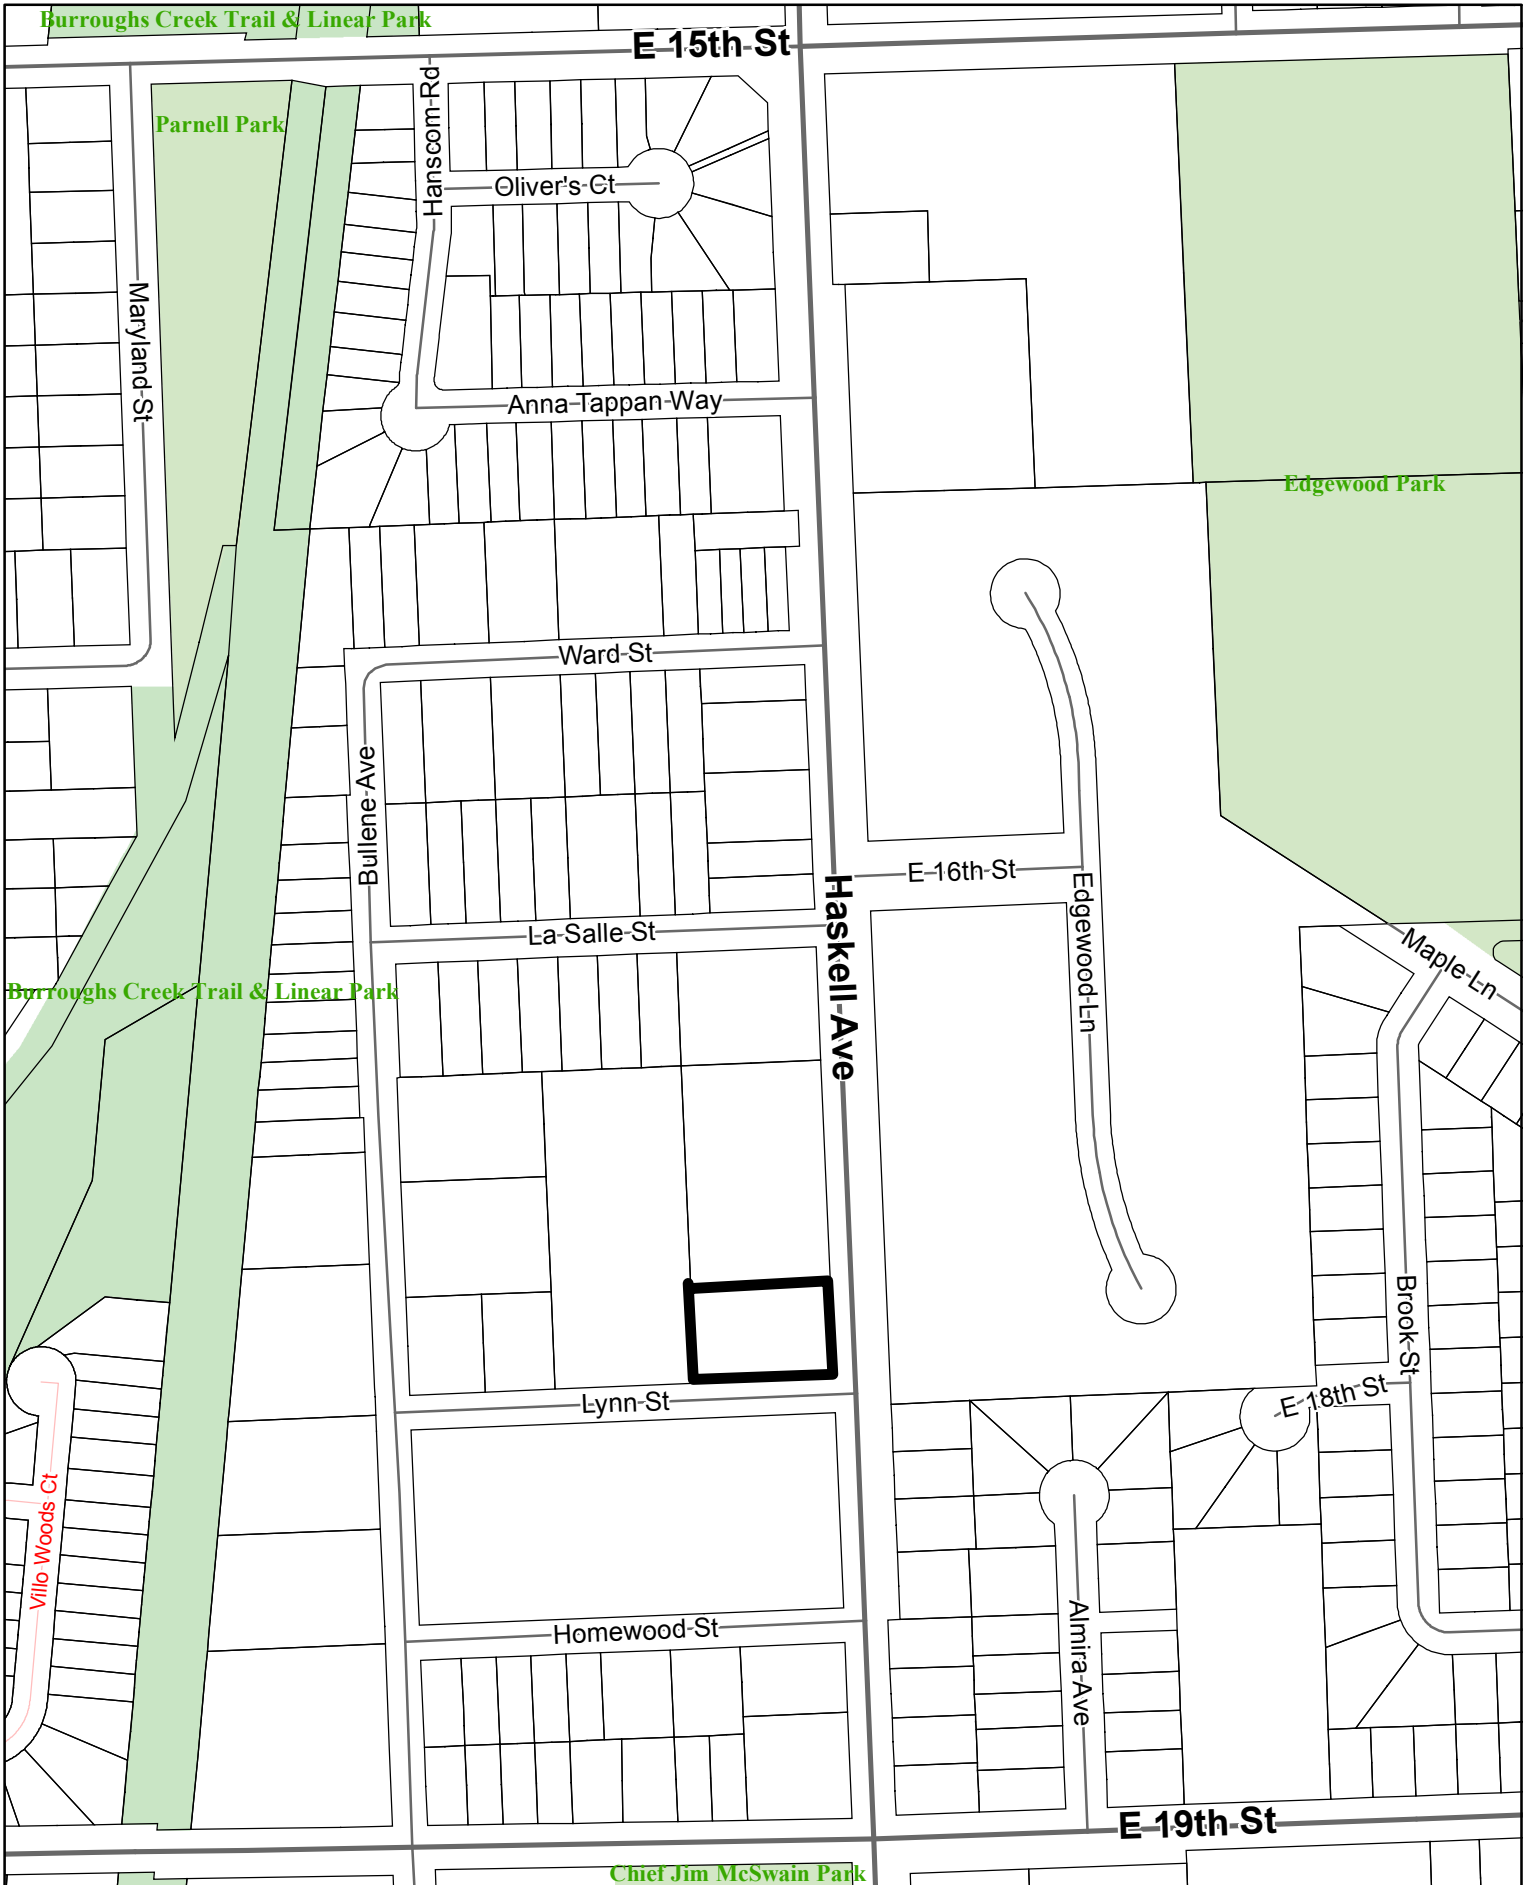 Burroughs Creek Trail & Linear Park
E 15th St
Hanscom Rd
Parnell Park
Oliver's Ct
Maryland St
Anna Tappan Way
Edgewood Park
Ward St
Bullene Ave
E 16th St
Haskell Ave
Edgewood Ln
La Salle St
Maple Ln
Burroughs Creek Trail & Linear Park
Brook St
E 18th St
Lynn St
Villo Woods Ct
Almira Ave
Homewood St
E 19th St
Chief Jim McSwain Park